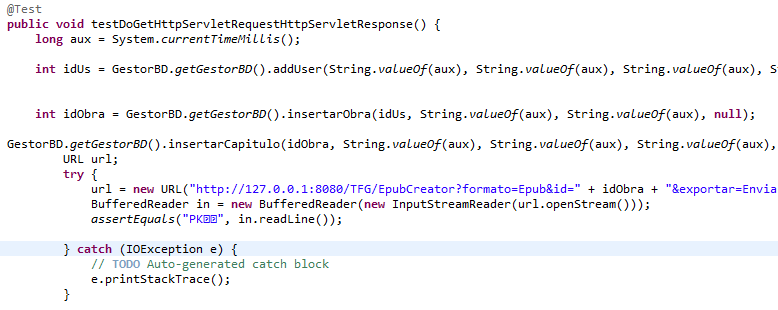 @Test
public void testDoGetHttpServletRequestHttpServletResponse() {
long aux = System.currentTimeMillis();
int idUs = GestorBD.getGestorBD().addUser(String.valueOf(aux), String.valueOf(aux), String.valueOf(aux), S
int idObra = GestorBD.getGestorBD().insertarObra(idUs, String.valueOf(aux), String.valueOf(aux), null);
GestorBD.getGestorBD().insertarCapitulo(idObra, String.valueOf(aux), String.valueOf(aux), String.valueOf(aux),
URL url;
try {
url = new URL("http://127.0.0.1:8080/TFG/EpubCreator?formato=Epub&id=" + idObra + "&exportar=Envia
BufferedReader in = new BufferedReader(new InputStreamReader(url.openStream()));
assertEquals("PK", in.readLine());
} catch (IOException e) {
// TODO Auto-generated catch block
e.printStackTrace();
}